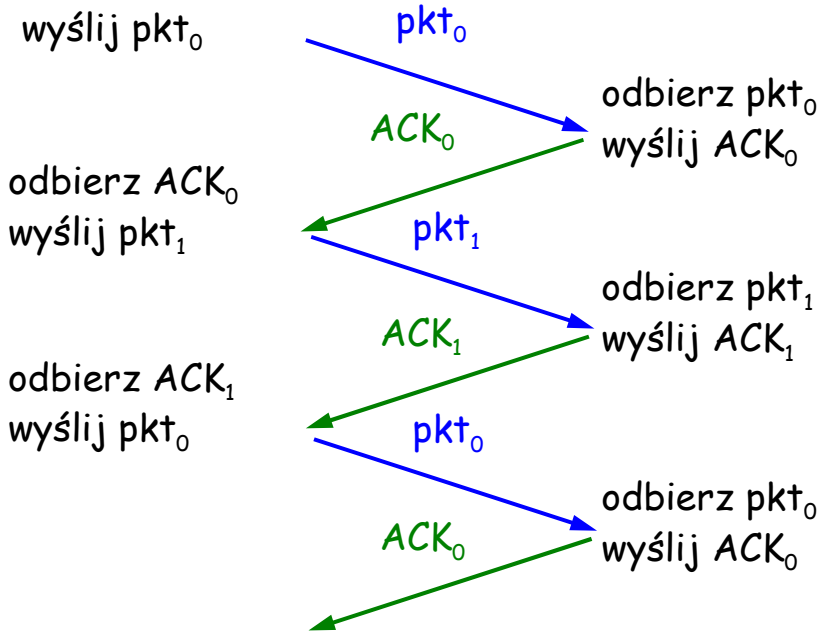 wyślij pkt₀
pkt₀
odbierz pkt₀
wyślij ACK₀
ACK₀
odbierz ACK₀
wyślij pkt₁
pkt₁
odbierz pkt₁
wyślij ACK₁
ACK₁
odbierz ACK₁
wyślij pkt₀
pkt₀
odbierz pkt₀
wyślij ACK₀
ACK₀